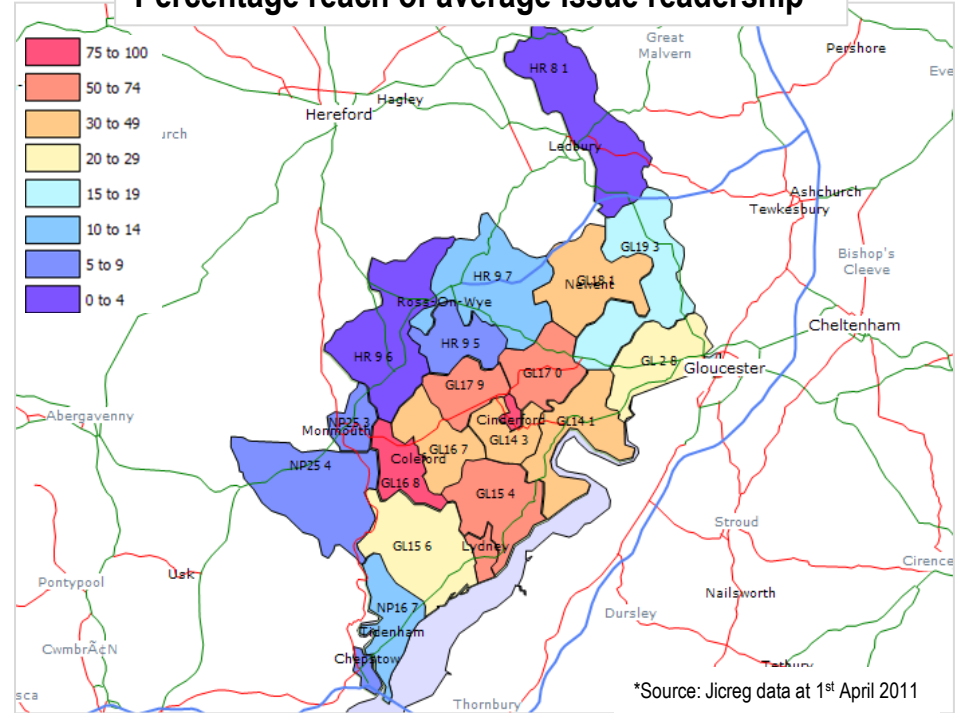 Percentage reach of average issue readership
75 to 100
50 to 74
30 to 49
20 to 29
15 to 19
10 to 14
5 to 9
0 to 4
Great
Malvern
Pershore
Eve
HR 8 1
Hagley
Hereford
urch
Ledbury
Ashchurch
Tewkesbury
GL19 3
Bishop's
Cleeve
HR 9 7
GL18 1
Newent
Ross-On-Wye
Cheltenham
HR 9 5
HR 9 6
GL 2 8
Gloucester
GL17 0
GL17 9
Abergavenny
NP25 3
Monmouth
Cinderford
GL14 1
GL14 3
GL16 7
Coleford
NP25 4
GL16 8
GL15 4
Stroud
GL15 6
Lydney
Cirence
Usk
Pontypool
Nailsworth
NP16 7
Dursley
Tidenham
CwmbrÃ¢N
Chepstow
Tetbury
sca
Thornbury
*Source: Jicreg data at 1st April 2011